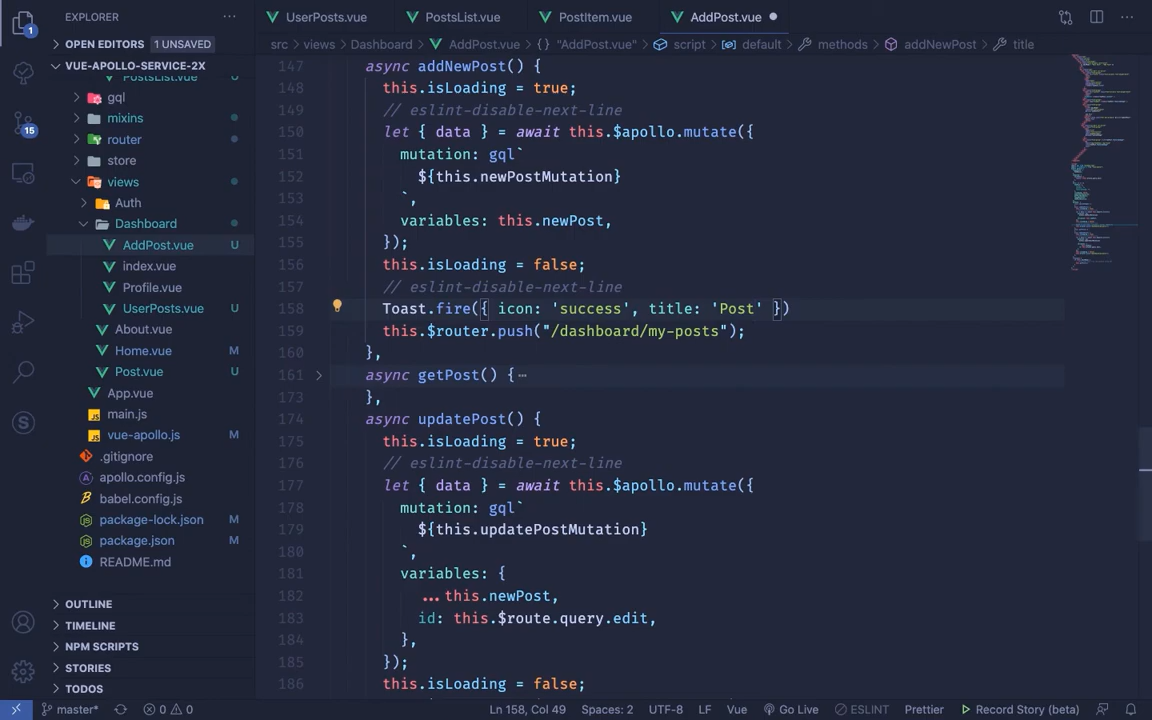 EXPLORER
UserPosts.vue
PostsList.vue
PostItem.vue
AddPost.vue
1
OPEN EDITORS 1 UNSAVED
src > views > Dashboard > AddPost.vue > {} "AddPost.vue" > script > default > methods > addNewPost > title
VUE-APOLLO-SERVICE-2X
PostsList.vue U
gql
mixins
15
router
store
views
Auth
Dashboard
AddPost.vue U
index.vue
Profile.vue
UserPosts.vue U
About.vue
Home.vue M
Post.vue U
App.vue
main.js
vue-apollo.js M
.gitignore
apollo.config.js
babel.config.js
package-lock.json M
package.json M
README.md
OUTLINE
TIMELINE
NPM SCRIPTS
STORIES
TODOS
147 async addNewPost() {
148 this.isLoading = true;
149 // eslint-disable-next-line
150 let { data } = await this.$apollo.mutate({
151 mutation: gql`
152 ${this.newPostMutation}
153 `,
154 variables: this.newPost,
155 });
156 this.isLoading = false;
157 // eslint-disable-next-line
158 Toast.fire({ icon: 'success', title: 'Post' })
159 this.$router.push("/dashboard/my-posts");
160 },
161 async getPost() {
173 },
174 async updatePost() {
175 this.isLoading = true;
176 // eslint-disable-next-line
177 let { data } = await this.$apollo.mutate({
178 mutation: gql`
179 ${this.updatePostMutation}
180 `,
181 variables: {
182 ...this.newPost,
183 id: this.$route.query.edit,
184 },
185 });
186 this.isLoading = false;
master* 0 0 Ln 158, Col 49 Spaces: 2 UTF-8 LF Vue Go Live ESLINT Prettier Record Story (beta)